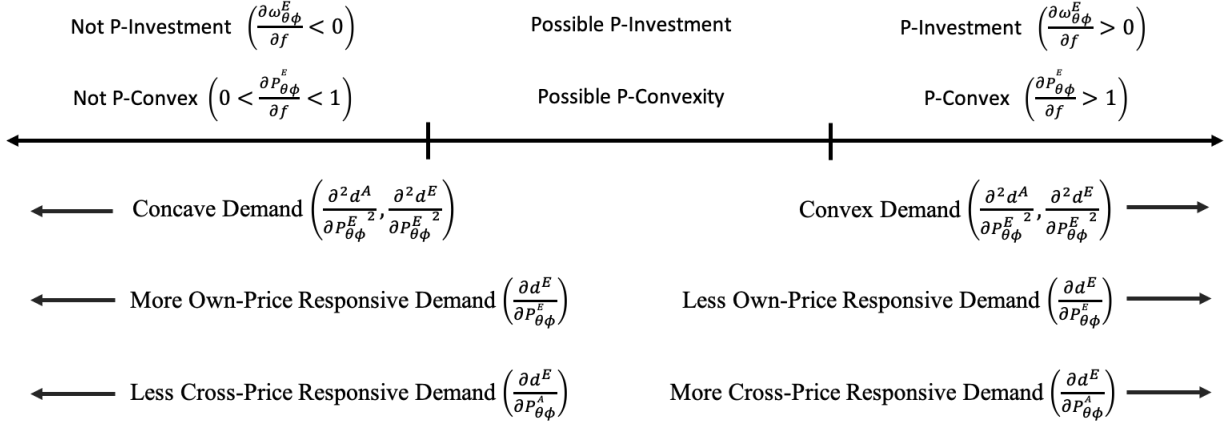 Not P-Investment (∂ω^E_θϕ/∂f < 0) Possible P-Investment P-Investment (∂ω^E_θϕ/∂f > 0)
Not P-Convex (0 < ∂P^E_θϕ/∂f < 1) Possible P-Convexity P-Convex (∂P^E_θϕ/∂f > 1)
Concave Demand (∂²d^A/∂P^E_θϕ², ∂²d^E/∂P^E_θϕ²) Convex Demand (∂²d^A/∂P^E_θϕ², ∂²d^E/∂P^E_θϕ²)
More Own-Price Responsive Demand (∂d^E/∂P^E_θϕ) Less Own-Price Responsive Demand (∂d^E/∂P^E_θϕ)
Less Cross-Price Responsive Demand (∂d^E/∂P^A_θϕ) More Cross-Price Responsive Demand (∂d^E/∂P^A_θϕ)